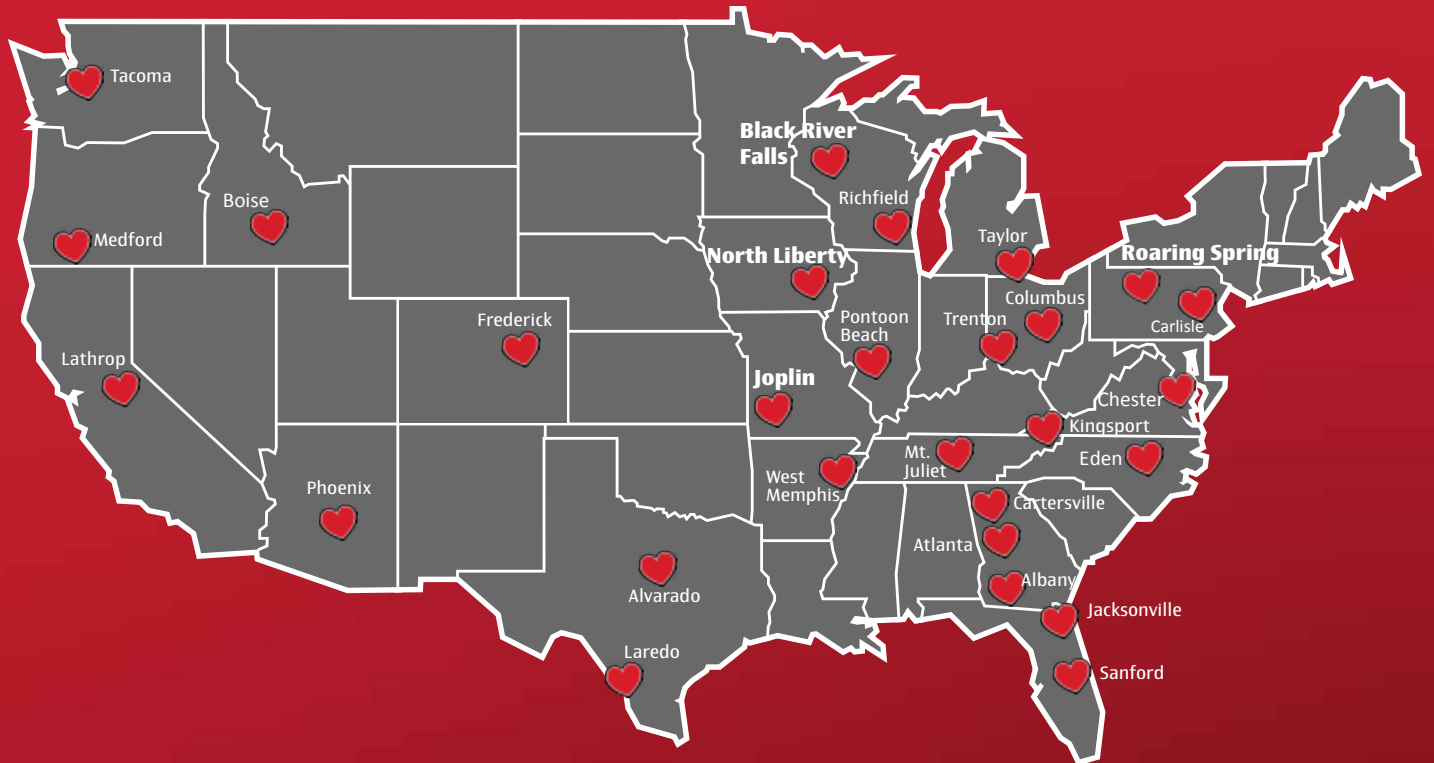 Tacoma
Black River
Falls
Boise
Richfield
Medford
Taylor
North Liberty
Roaring Spring
Columbus
Frederick
Pontoon
Beach
Trenton
Carlisle
Lathrop
Joplin
Chester
Kingsport
Mt.
Juliet
Eden
West
Memphis
Phoenix
Cartersville
Atlanta
Albany
Alvarado
Jacksonville
Laredo
Sanford